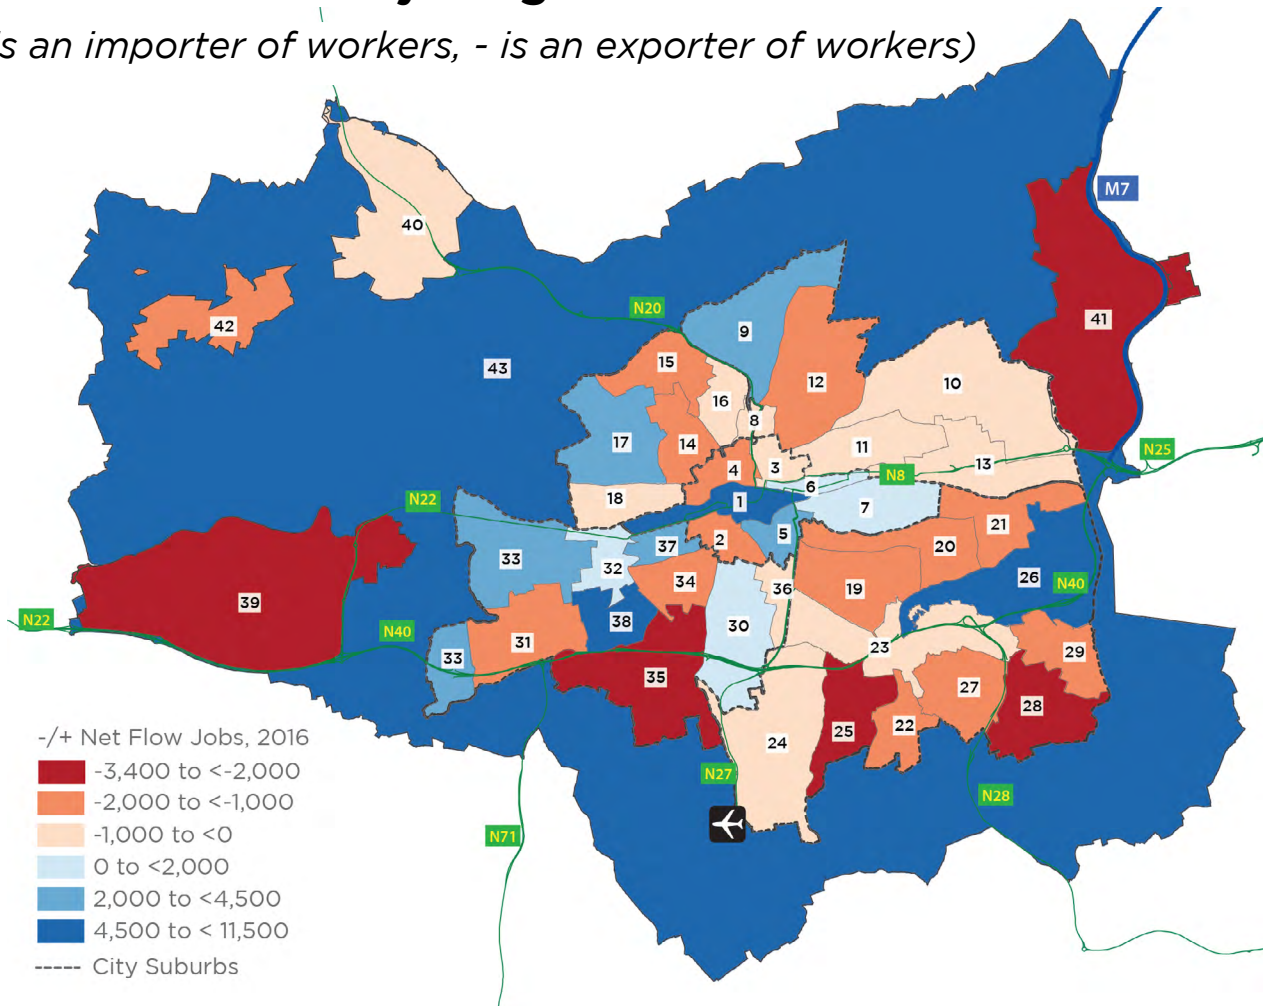 is an importer of workers, - is an exporter of workers)
M7
40
42
N20
41
9
43
15
12
10
16
8
17
14
11
N25
4
3
13
N8
6
18
N22
1
7
5
21
2
37
20
33
32
26
N40
34
36
19
39
38
N22
30
N40
31
23
29
33
35
27
28
22
25
24
N27
N28
N71
-/+ Net Flow Jobs, 2016
-3,400 to <-2,000
-2,000 to <-1,000
-1,000 to <0
0 to <2,000
2,000 to <4,500
4,500 to < 11,500
City Suburbs